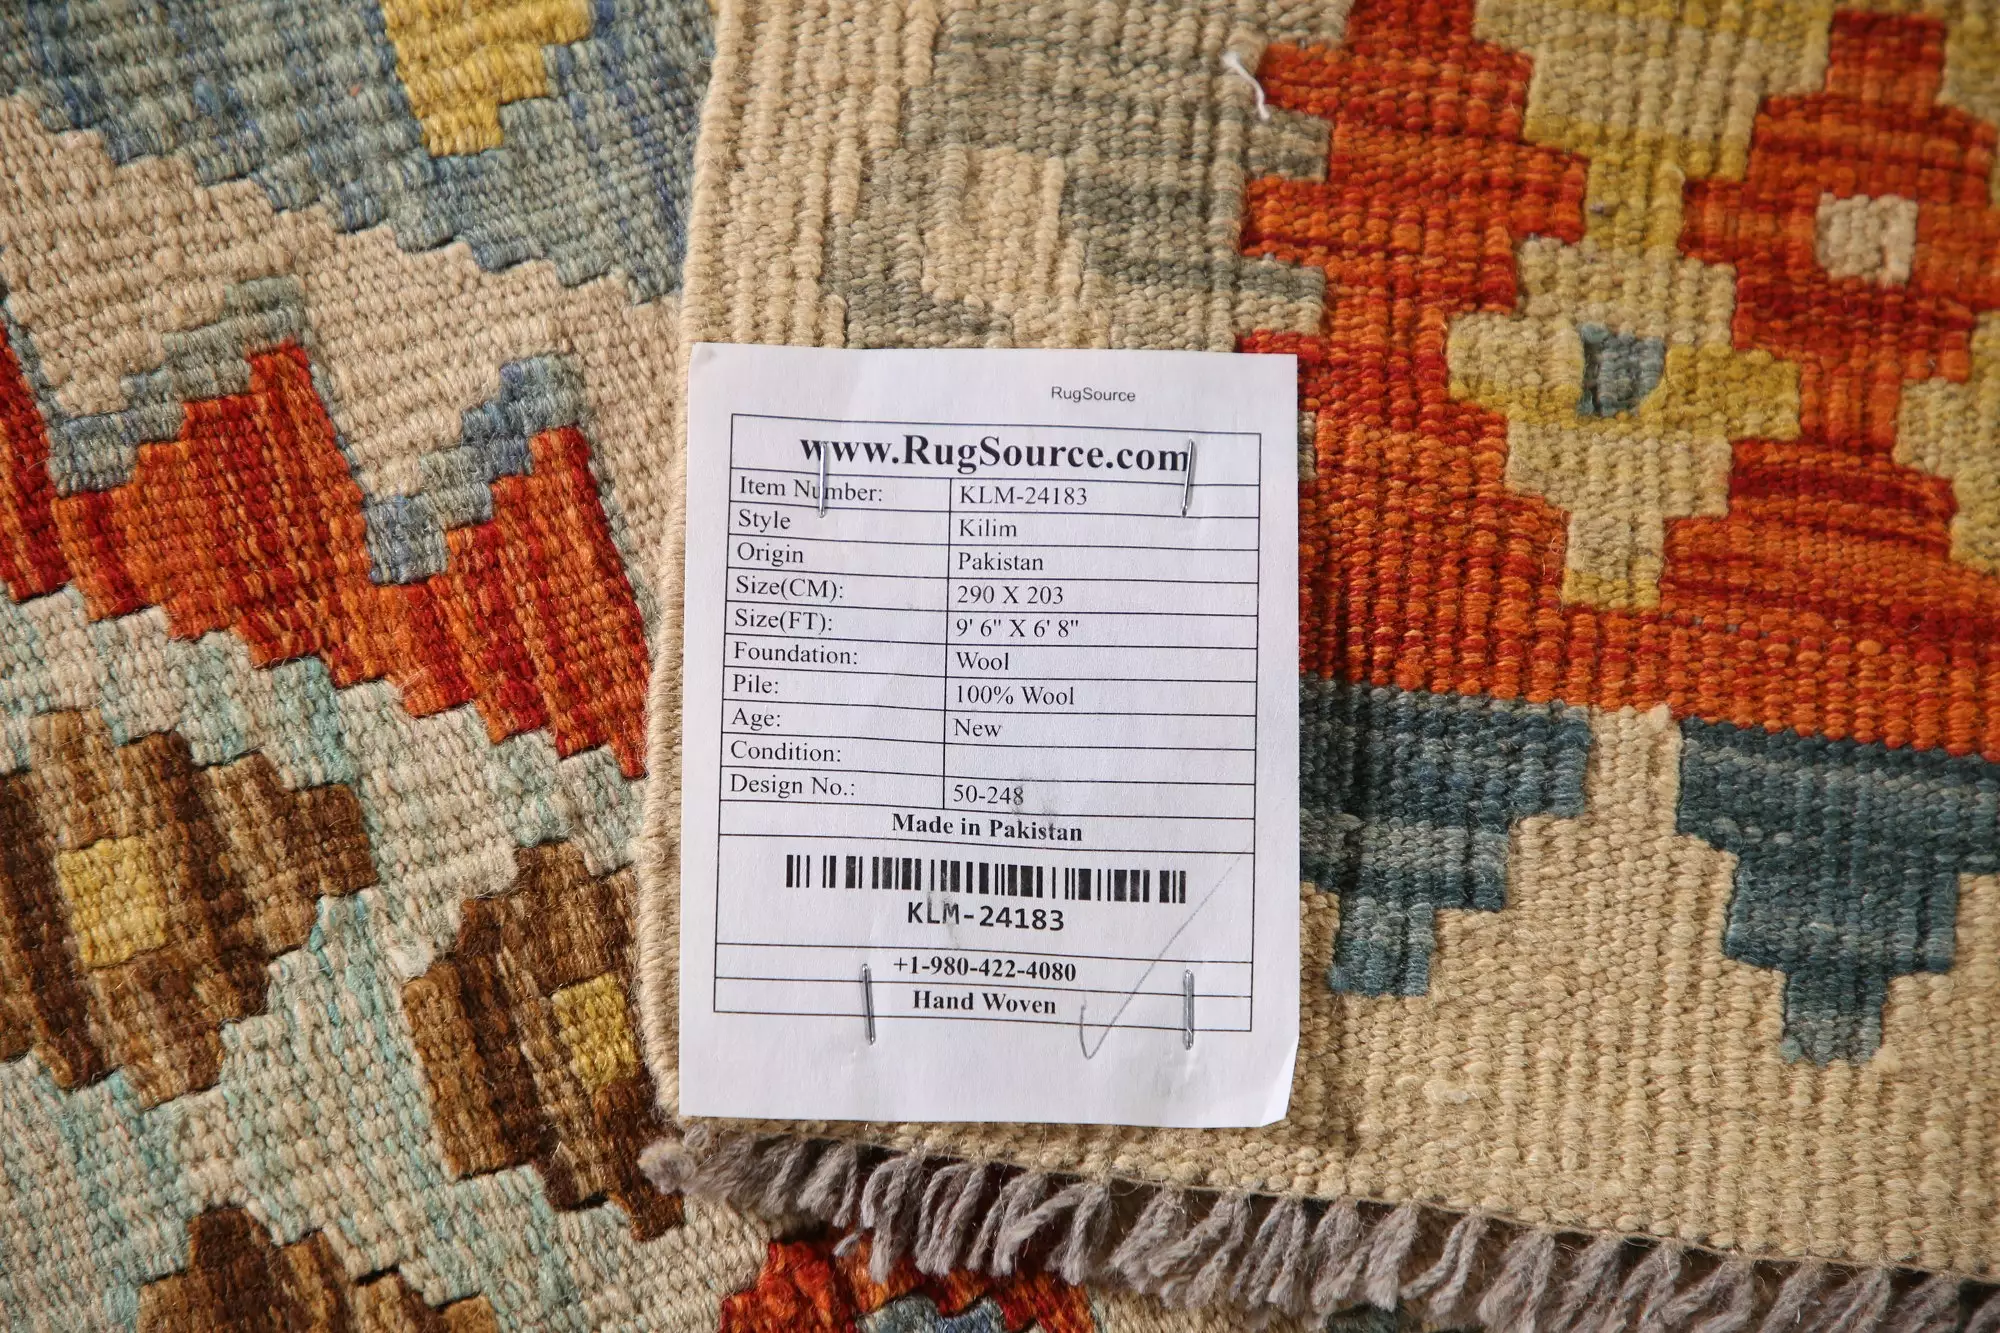 RugSource
www.RugSource.com
Item Number: KLM-24183
Style Kilim
Origin Pakistan
Size(CM): 290 X 203
Size(FT): 9' 6" X 6' 8"
Foundation: Wool
Pile: 100% Wool
Age: New
Condition:
Design No.: 50-248
Made in Pakistan
KLM-24183
+1-980-422-4080
Hand Woven